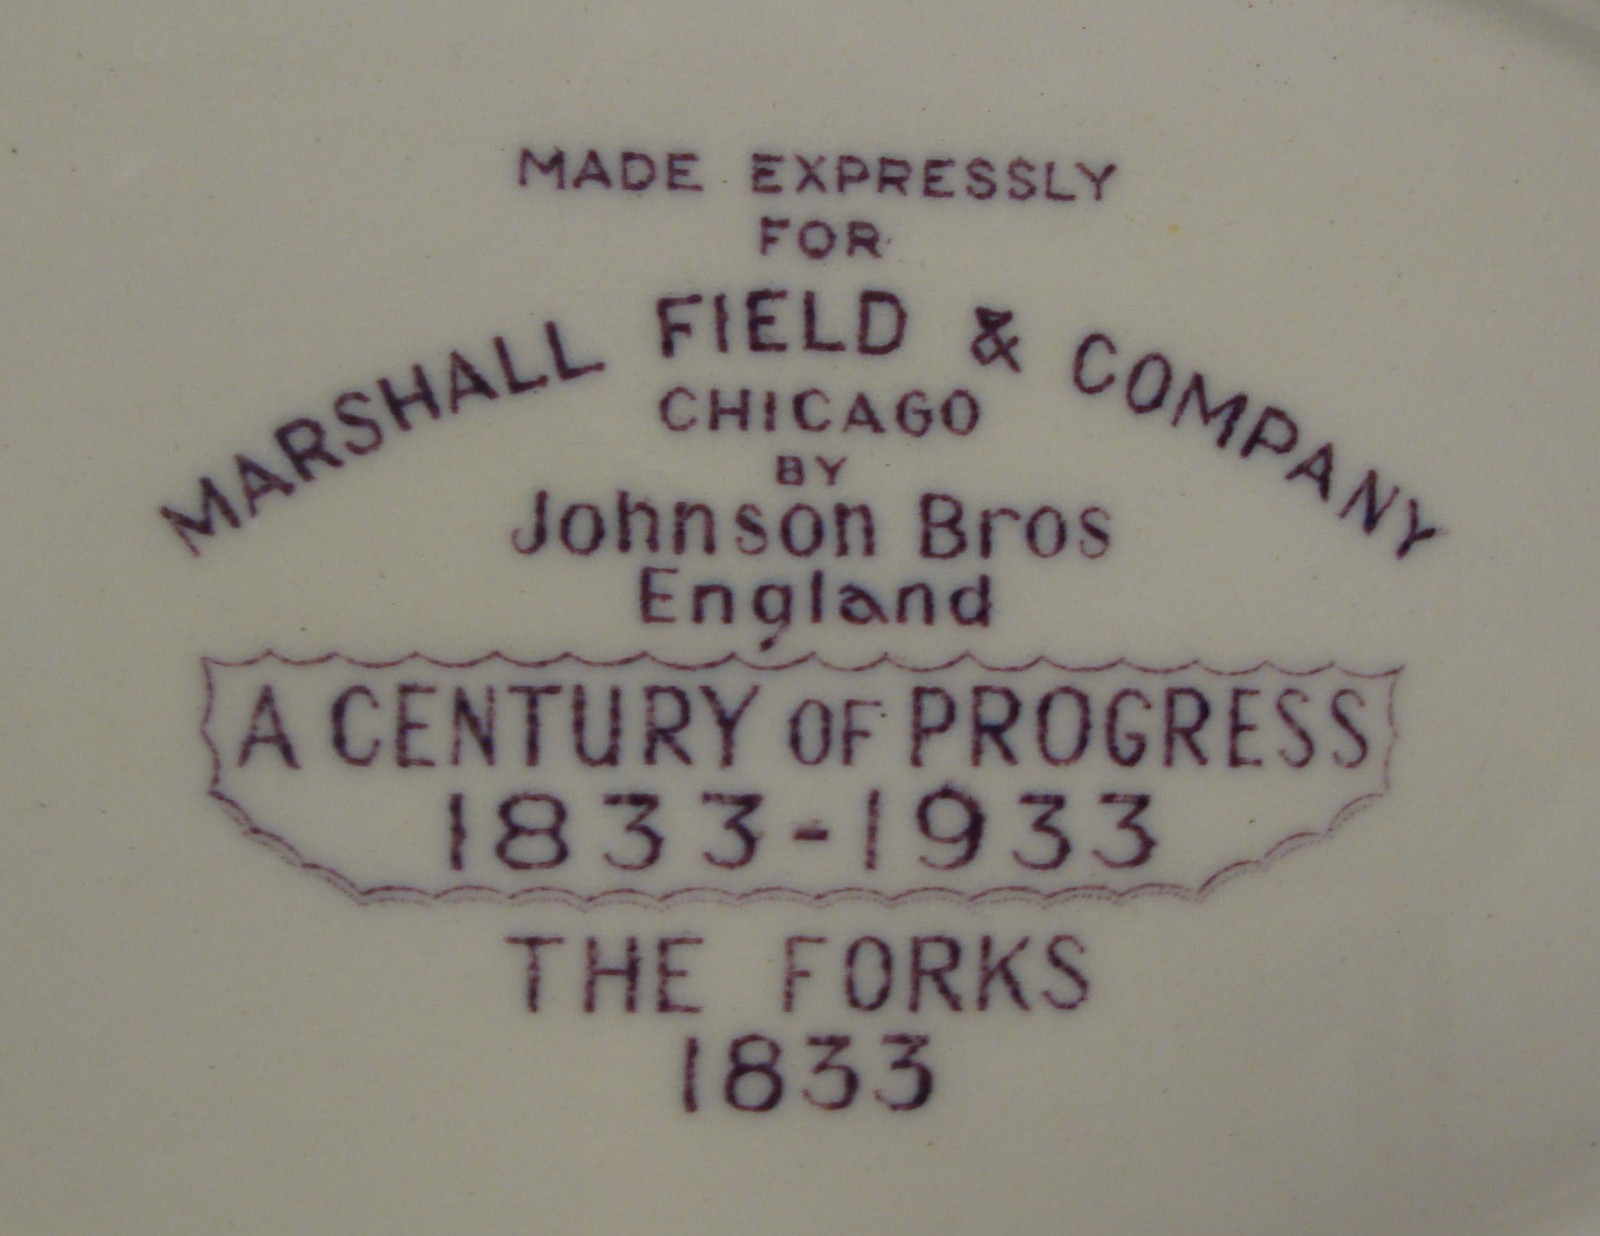 MADE EXPRESSLY
FOR
MARSHALL FIELD & COMPANY
CHICAGO
BY
Johnson Bros
England
A CENTURY OF PROGRESS
1833-1933
THE FORKS
1833